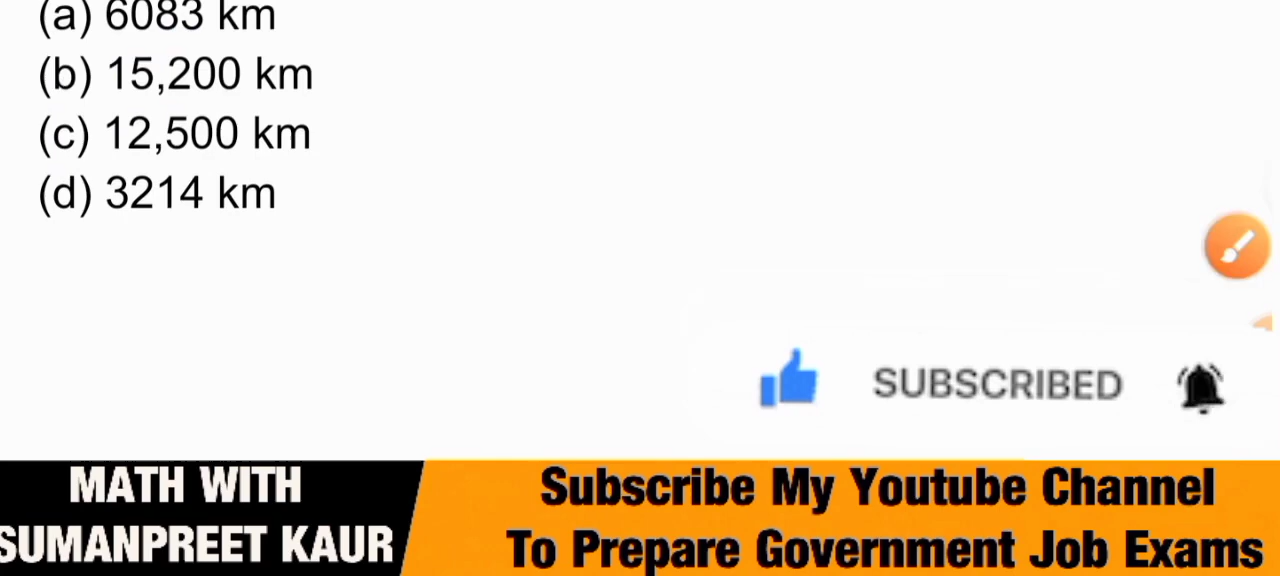 (a) 6083 km
(b) 15,200 km
(c) 12,500 km
(d) 3214 km
SUBSCRIBED
MATH WITH
SUMANPREET KAUR
Subscribe My Youtube Channel
To Prepare Government Job Exams